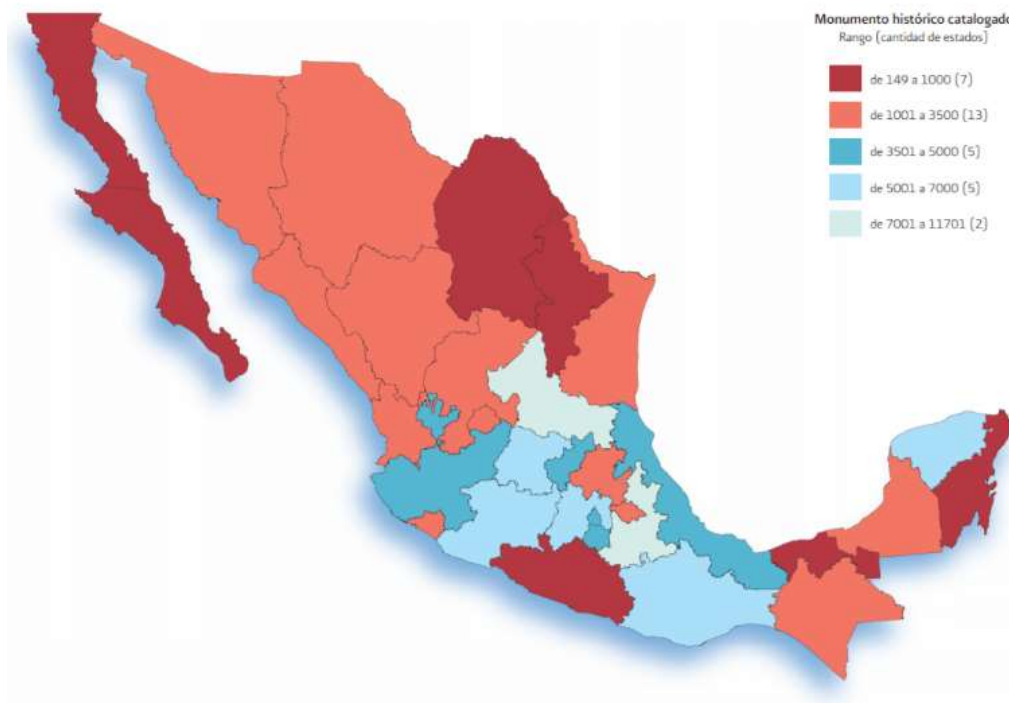 Monumento histórico catalogado
Rango (cantidad de estados)
de 149 a 1000 (7)
de 1001 a 3500 (13)
de 3501 a 5000 (5)
de 5001 a 7000 (5)
de 7001 a 11701 (2)